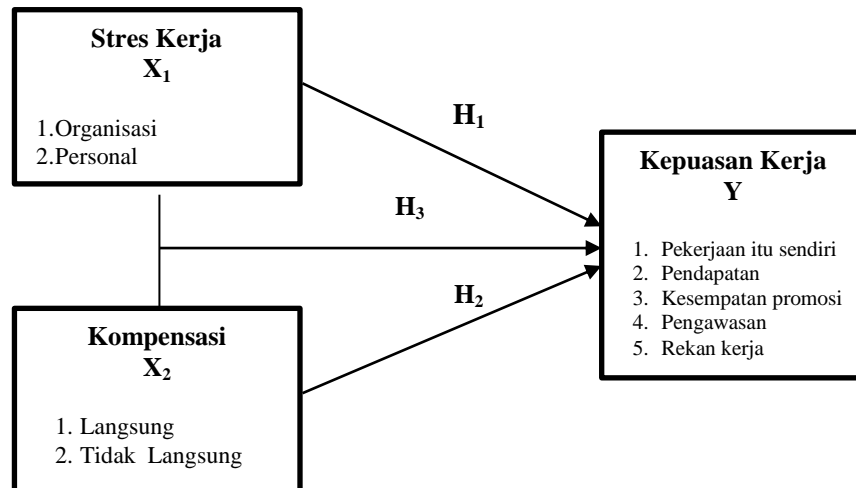 Stres Kerja
X₁
1.Organisasi
2.Personal
H₁
H₃
H₂
Kompensasi
X₂
1. Langsung
2. Tidak Langsung
Kepuasan Kerja
Y
1. Pekerjaan itu sendiri
2. Pendapatan
3. Kesempatan promosi
4. Pengawasan
5. Rekan kerja